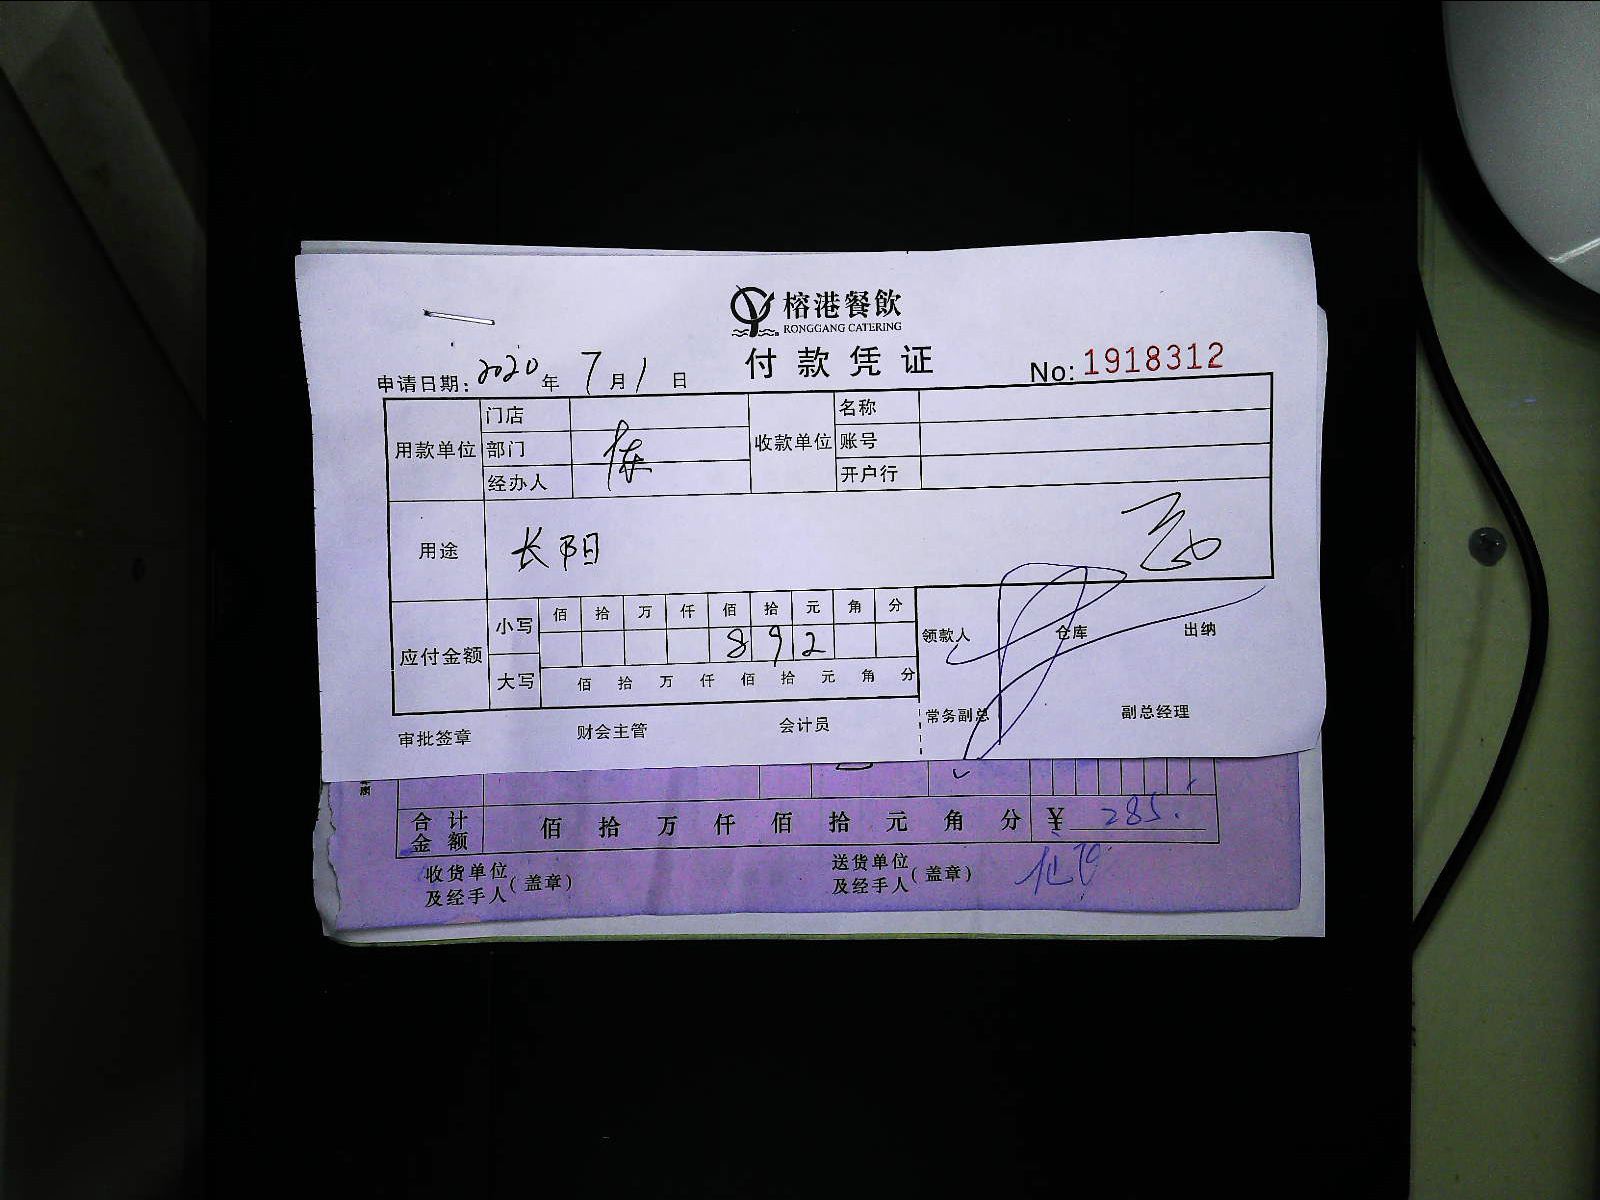 榕港餐飲
RONGGANG CATERING
付款凭证
No: 1918312
申请日期: 2020 年 7 月 1 日
用款单位 门店 收款单位 名称
部门 账号
经办人 开户行
用途 长阳
应付金额 小写 佰 拾 万 仟 佰 拾 元 角 分
8 9 2
大写 佰 拾 万 仟 佰 拾 元 角 分
领款人 仓库 出纳
常务副总 副总经理
审批签章 财会主管 会计员
合计金额 佰 拾 万 仟 佰 拾 元 角 分 ¥ 285.
收货单位及经手人(盖章) 送货单位及经手人(盖章)